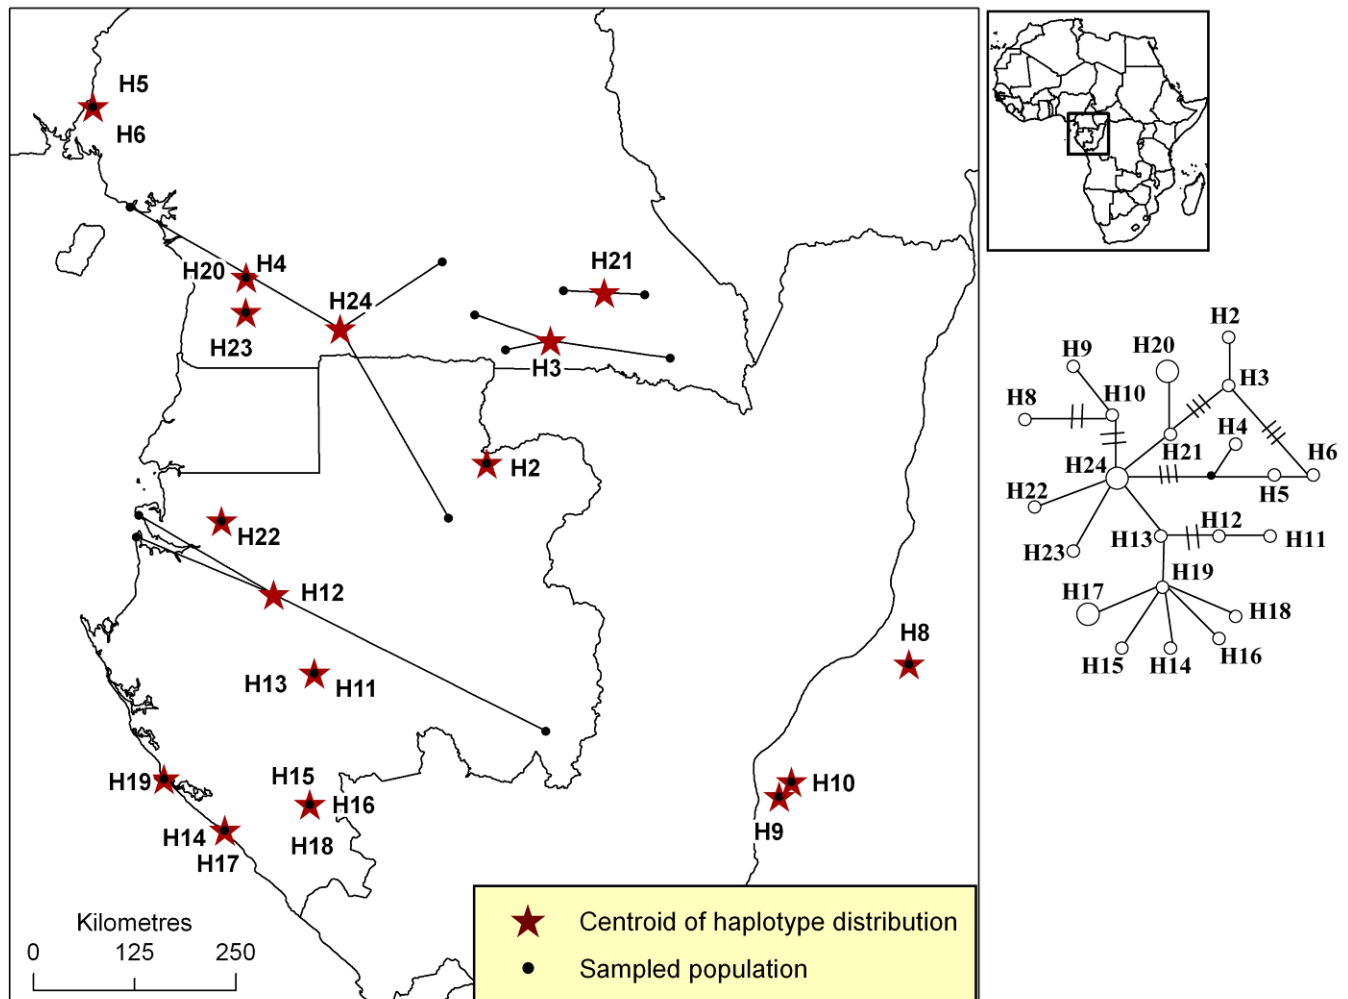 H5
H6
H20
H4
H21
H24
H23
H3
H2
H22
H12
H8
H13
H11
H19
H15
H16
H10
H14
H18
H9
H17
Kilometres
0
125
250
Centroid of haplotype distribution
Sampled population
H2
H9
H20
H3
H8
H10
H4
H21
H6
H24
H5
H22
H12
H23
H13
H11
H19
H17
H18
H15
H14
H16